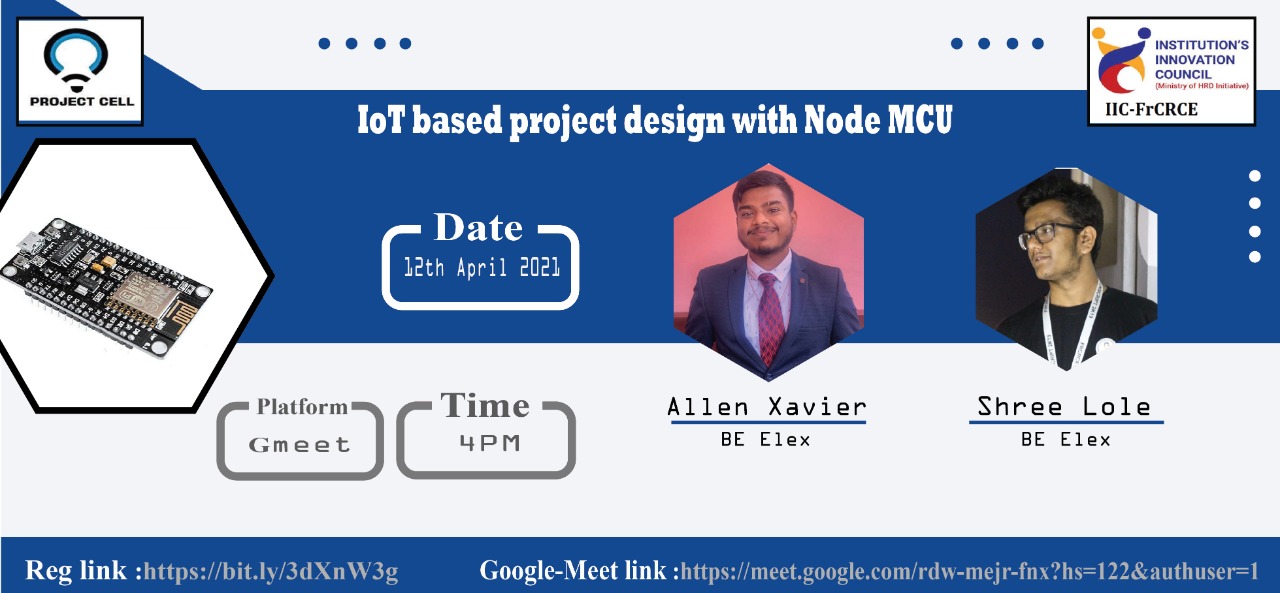 PROJECT CELL
INSTITUTION'S
INNOVATION
COUNCIL
(Ministry of HRD Initiative)
IIC-FrCRCE
IoT based project design with Node MCU
Date
12th April 2021
Platform
Gmeet
Time
4PM
Allen Xavier
BE Elex
Shree Lole
BE Elex
Reg link :https://bit.ly/3dXnW3g
Google-Meet link :https://meet.google.com/rdw-mejr-fnx?hs=122&authuser=1